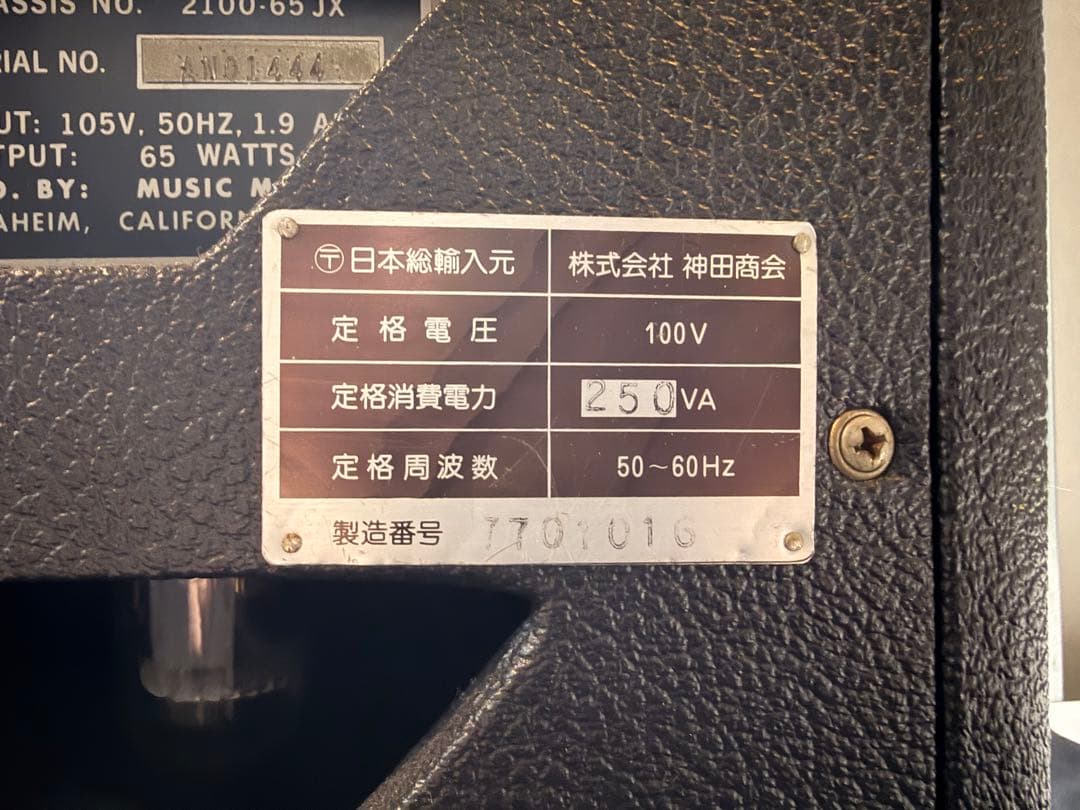 ASSIS NO. 2100-65JX
RIAL NO. AN01444
UT: 105V, 50HZ, 1.9 A
TPUT: 65 WATTS,
D. BY: MUSIC M
AHEIM, CALIFOR
〒日本総輸入元 株式会社 神田商会
定格電圧 100V
定格消費電力 250VA
定格周波数 50～60Hz
製造番号 7701016